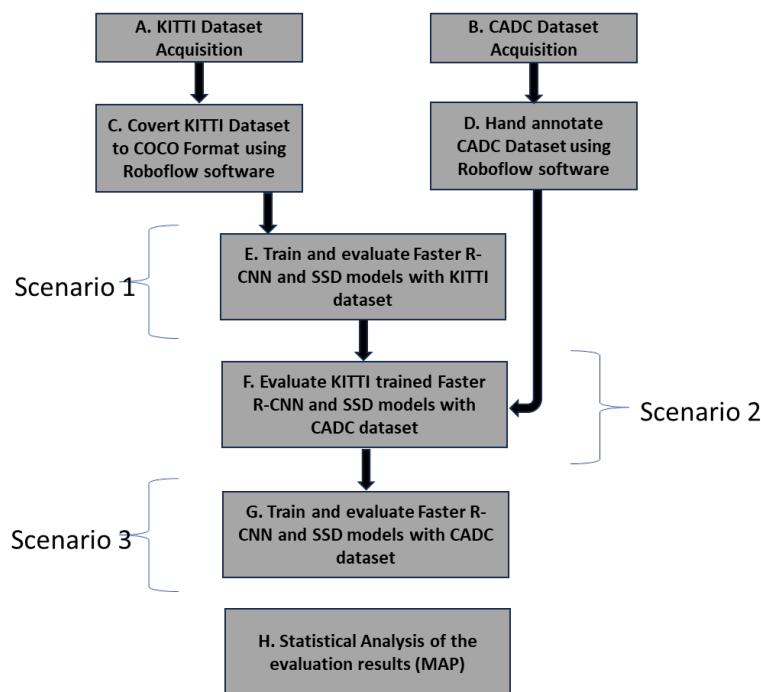 A. KITTI Dataset
Acquisition
B. CADC Dataset
Acquisition
C. Covert KITTI Dataset
to COCO Format using
Roboflow software
D. Hand annotate
CADC Dataset using
Roboflow software
Scenario 1
E. Train and evaluate Faster R-
CNN and SSD models with KITTI
dataset
F. Evaluate KITTI trained Faster
R-CNN and SSD models with
CADC dataset
Scenario 2
Scenario 3
G. Train and evaluate Faster R-
CNN and SSD models with CADC
dataset
H. Statistical Analysis of the
evaluation results (MAP)